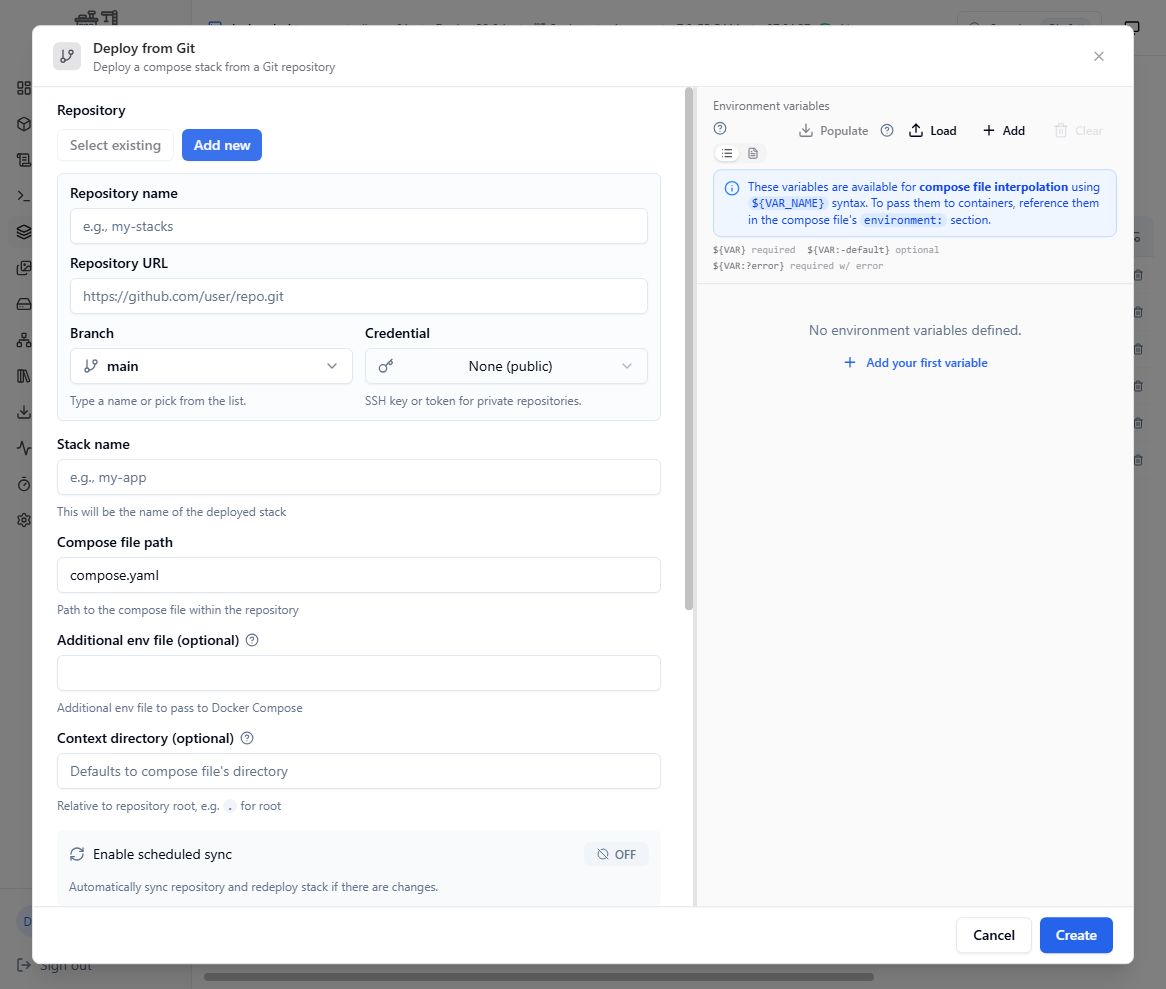 Deploy from Git
Deploy a compose stack from a Git repository
Repository
Select existing
Add new
Repository name
e.g., my-stacks
Repository URL
https://github.com/user/repo.git
Branch
Credential
main
None (public)
Type a name or pick from the list.
SSH key or token for private repositories.
Stack name
e.g., my-app
This will be the name of the deployed stack
Compose file path
compose.yaml
Path to the compose file within the repository
Additional env file (optional)
Additional env file to pass to Docker Compose
Context directory (optional)
Defaults to compose file's directory
Relative to repository root, e.g. . for root
Enable scheduled sync
OFF
Automatically sync repository and redeploy stack if there are changes.
Environment variables
Populate
Load
Add
Clear
These variables are available for compose file interpolation using
${VAR_NAME} syntax. To pass them to containers, reference them
in the compose file's environment: section.
${VAR} required ${VAR:-default} optional
${VAR:?error} required w/ error
No environment variables defined.
Add your first variable
Cancel
Create
D
Sign out